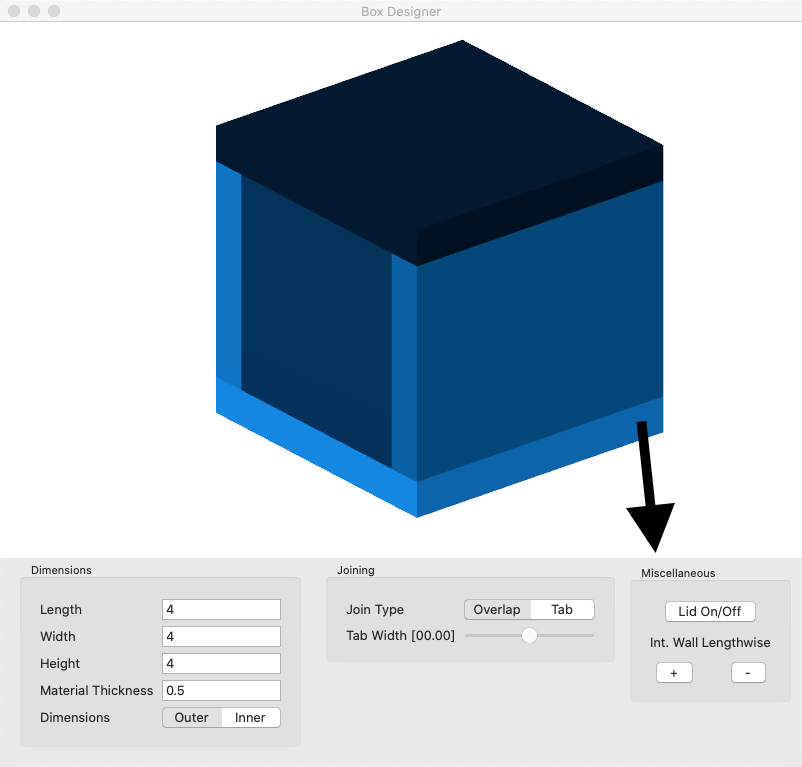 Box Designer
Dimensions
Length 4
Width 4
Height 4
Material Thickness 0.5
Dimensions Outer Inner
Joining
Join Type Overlap Tab
Tab Width [00.00]
Miscellaneous
Lid On/Off
Int. Wall Lengthwise
+ -